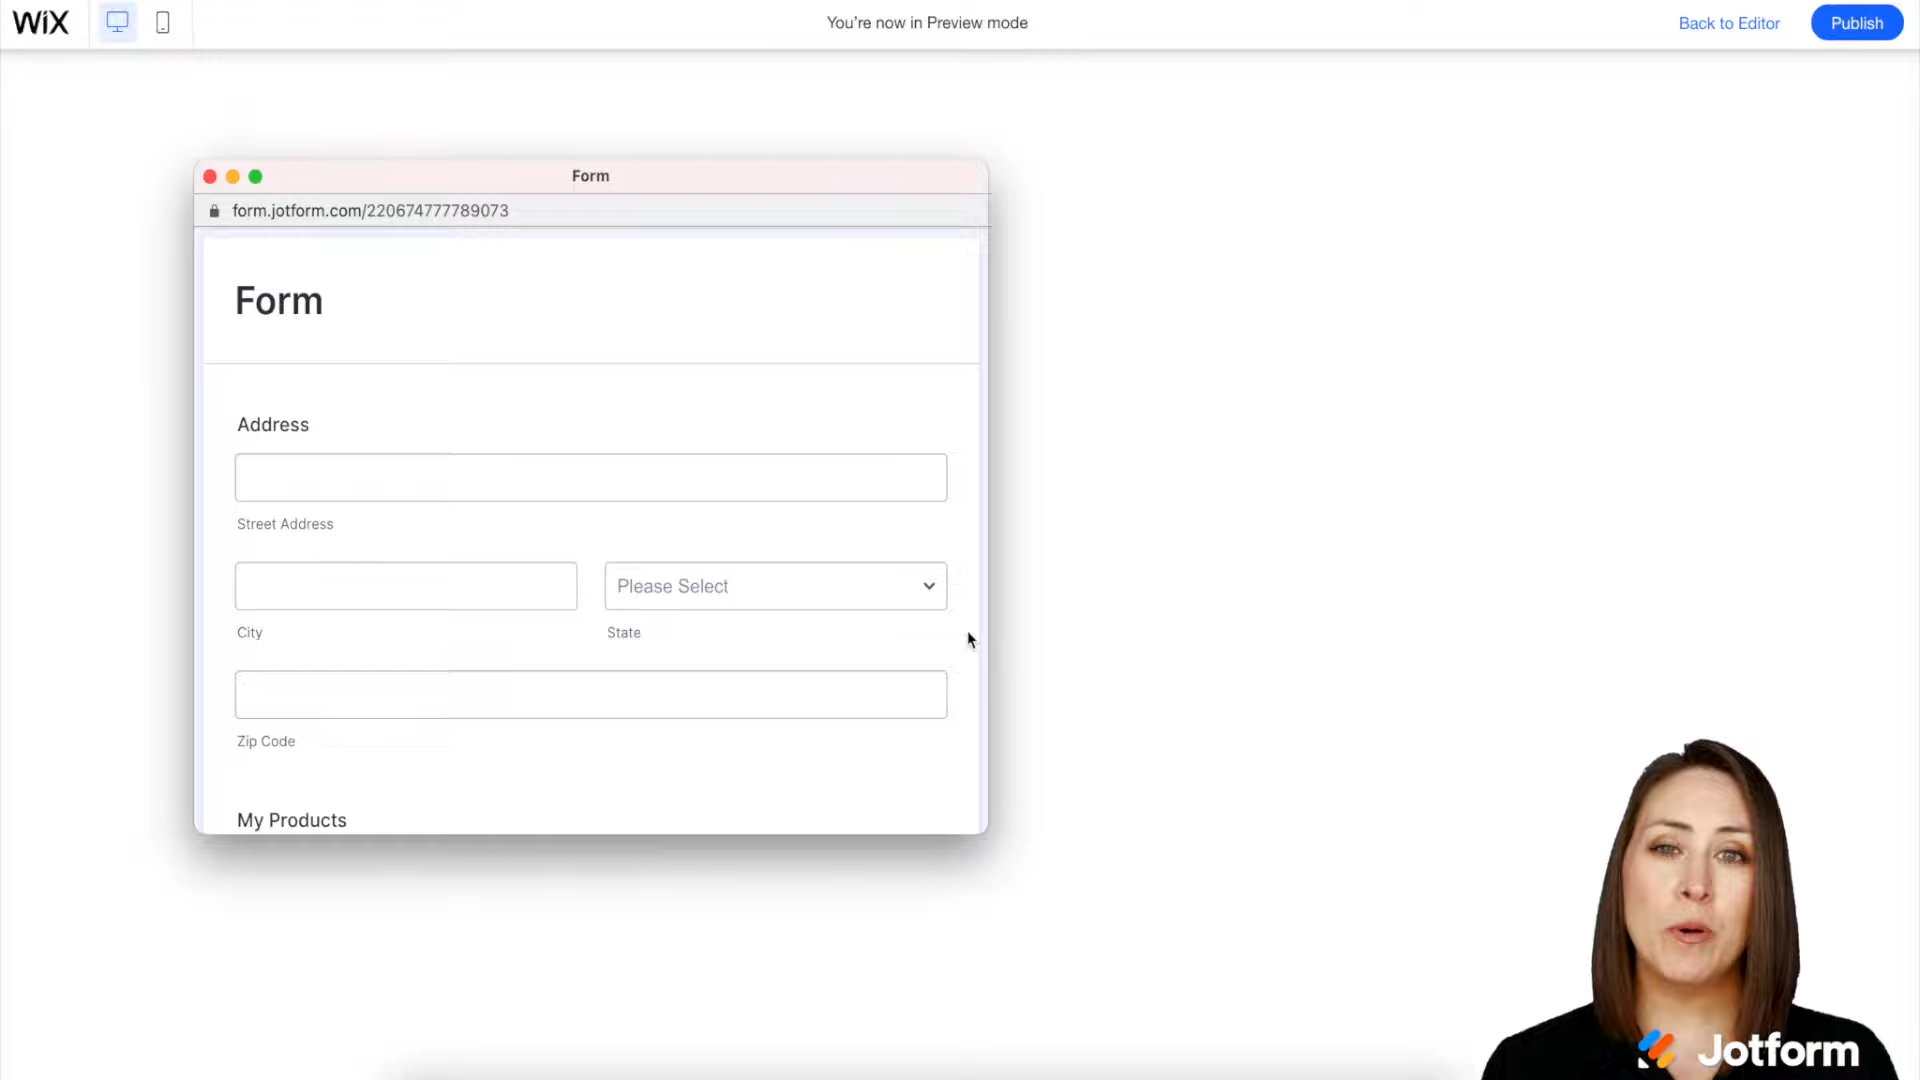 WiX
You're now in Preview mode
Back to Editor
Publish
Form
form.jotform.com/220674777789073
Form
Address
Street Address
Please Select
City
State
Zip Code
My Products
Jotform